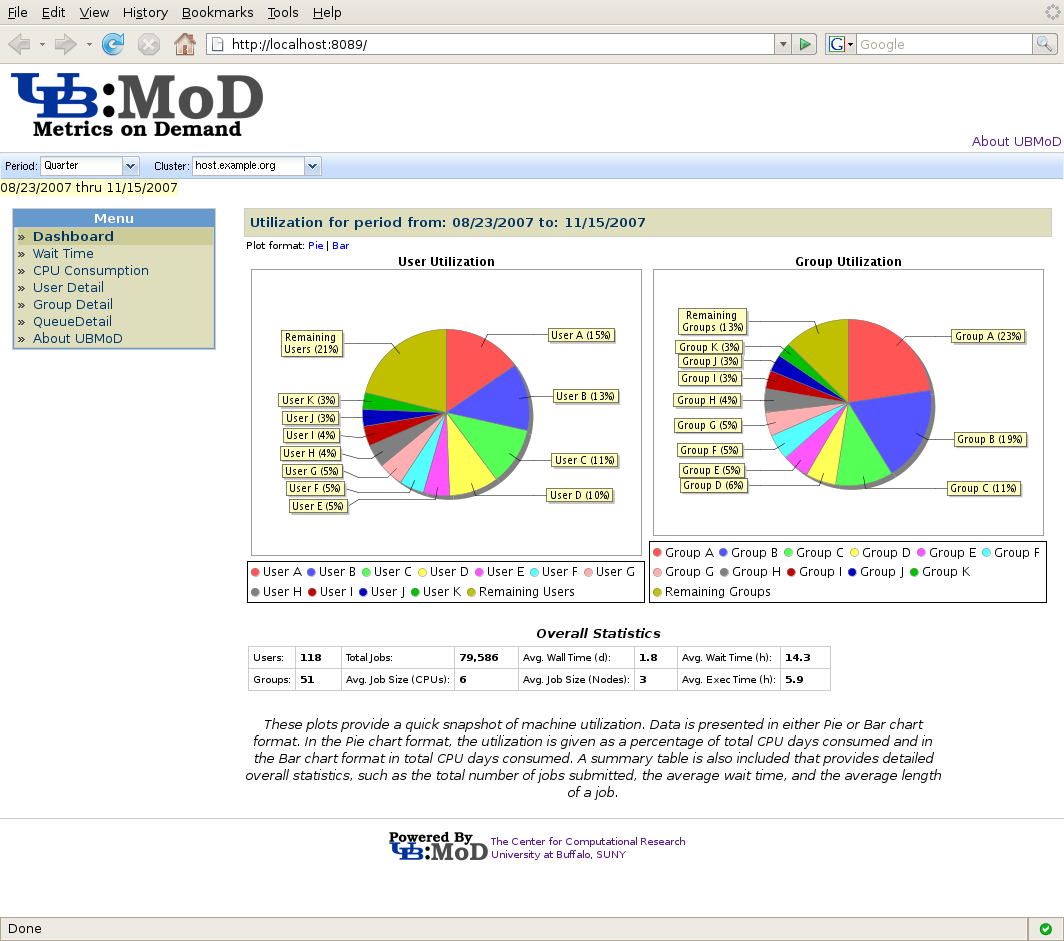 File Edit View History Bookmarks Tools Help
http://localhost:8089/
G Google
UB:MoD
Metrics on Demand
About UBMoD
Period: Quarter Cluster: host.example.org
08/23/2007 thru 11/15/2007
Menu
» Dashboard
» Wait Time
» CPU Consumption
» User Detail
» Group Detail
» QueueDetail
» About UBMoD
Utilization for period from: 08/23/2007 to: 11/15/2007
Plot format: Pie | Bar
User Utilization
Remaining
Users (21%)
User A (15%)
User B (13%)
User K (3%)
User J (3%)
User I (4%)
User H (4%)
User C (11%)
User G (5%)
User F (5%)
User D (10%)
User E (5%)
User A User B User C User D User E User F User G
User H User I User J User K Remaining Users
Group Utilization
Remaining
Groups (13%)
Group A (23%)
Group K (3%)
Group J (3%)
Group I (3%)
Group H (4%)
Group G (5%)
Group B (19%)
Group F (5%)
Group E (5%)
Group D (6%)
Group C (11%)
Group A Group B Group C Group D Group E Group F
Group G Group H Group I Group J Group K
Remaining Groups
Overall Statistics
Users: 118 Total Jobs: 79,586 Avg. Wall Time (d): 1.8 Avg. Wait Time (h): 14.3
Groups: 51 Avg. Job Size (CPUs): 6 Avg. Job Size (Nodes): 3 Avg. Exec Time (h): 5.9
These plots provide a quick snapshot of machine utilization. Data is presented in either Pie or Bar chart
format. In the Pie chart format, the utilization is given as a percentage of total CPU days consumed and in
the Bar chart format in total CPU days consumed. A summary table is also included that provides detailed
overall statistics, such as the total number of jobs submitted, the average wait time, and the average length
of a job.
Powered By
UB:MoD
The Center for Computational Research
University at Buffalo, SUNY
Done